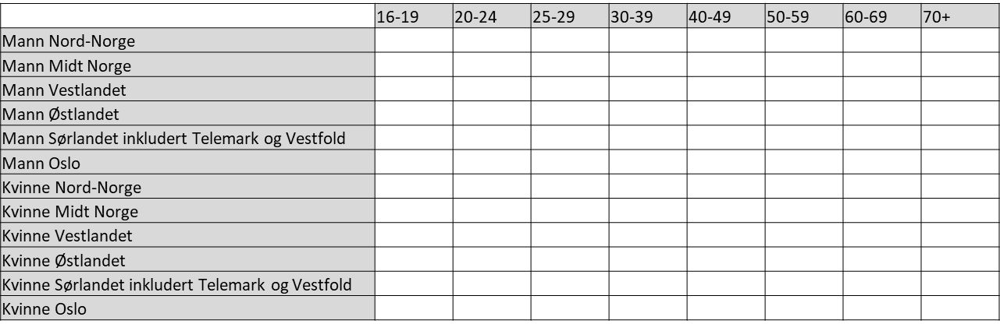 16-19 20-24 25-29 30-39 40-49 50-59 60-69 70+
Mann Nord-Norge
Mann Midt Norge
Mann Vestlandet
Mann Østlandet
Mann Sørlandet inkludert Telemark og Vestfold
Mann Oslo
Kvinne Nord-Norge
Kvinne Midt Norge
Kvinne Vestlandet
Kvinne Østlandet
Kvinne Sørlandet inkludert Telemark og Vestfold
Kvinne Oslo